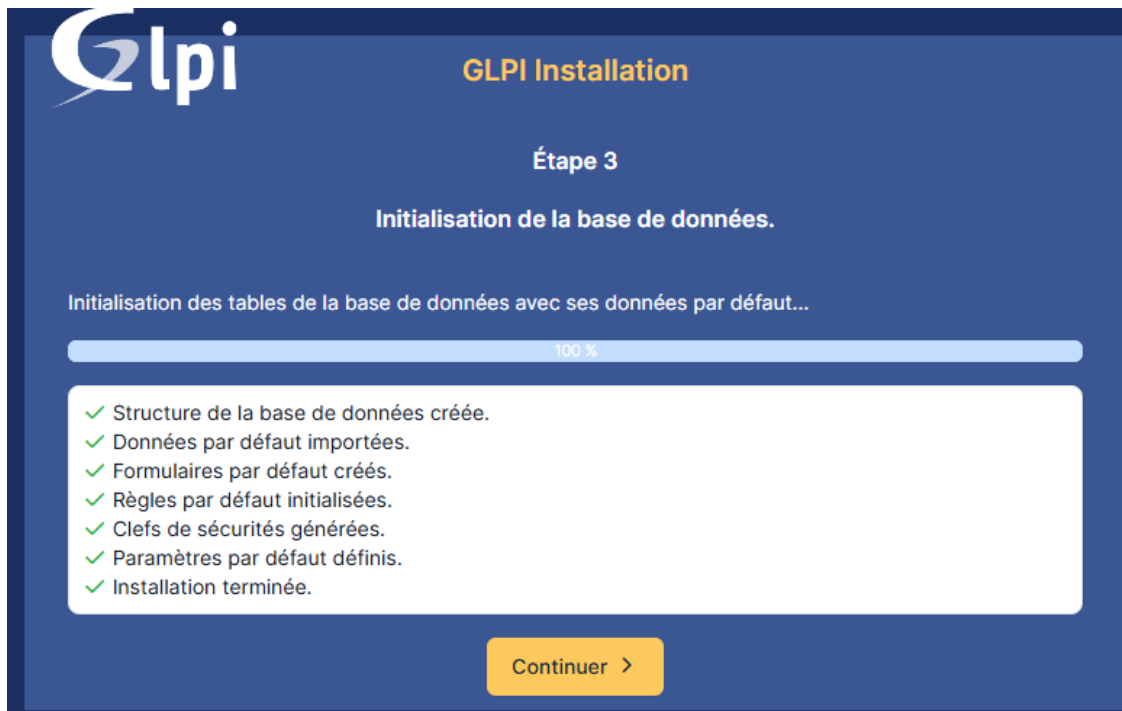 Glpi
GLPI Installation
Étape 3
Initialisation de la base de données.
Initialisation des tables de la base de données avec ses données par défaut...
100 %
Structure de la base de données créée.
Données par défaut importées.
Formulaires par défaut créés.
Règles par défaut initialisées.
Clefs de sécurités générées.
Paramètres par défaut définis.
Installation terminée.
Continuer